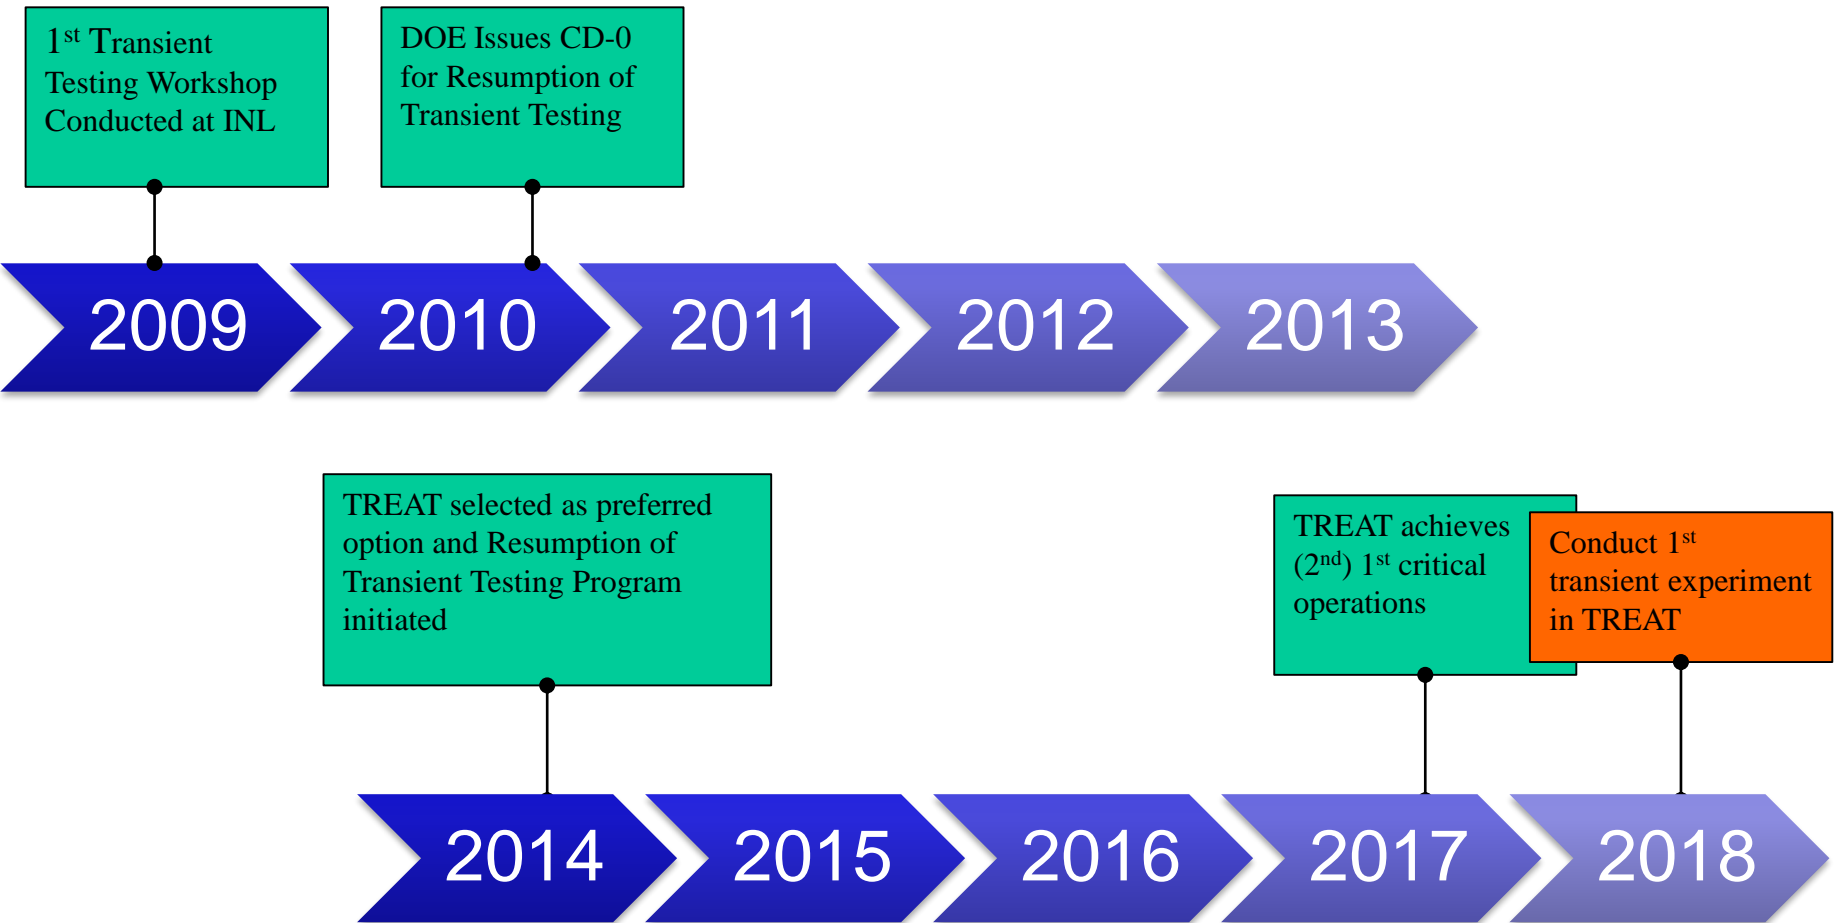 1st Transient
Testing Workshop
Conducted at INL
DOE Issues CD-0
for Resumption of
Transient Testing
2009
2010
2011
2012
2013
TREAT selected as preferred
option and Resumption of
Transient Testing Program
initiated
TREAT achieves
(2nd) 1st critical
operations
Conduct 1st
transient experiment
in TREAT
2014
2015
2016
2017
2018